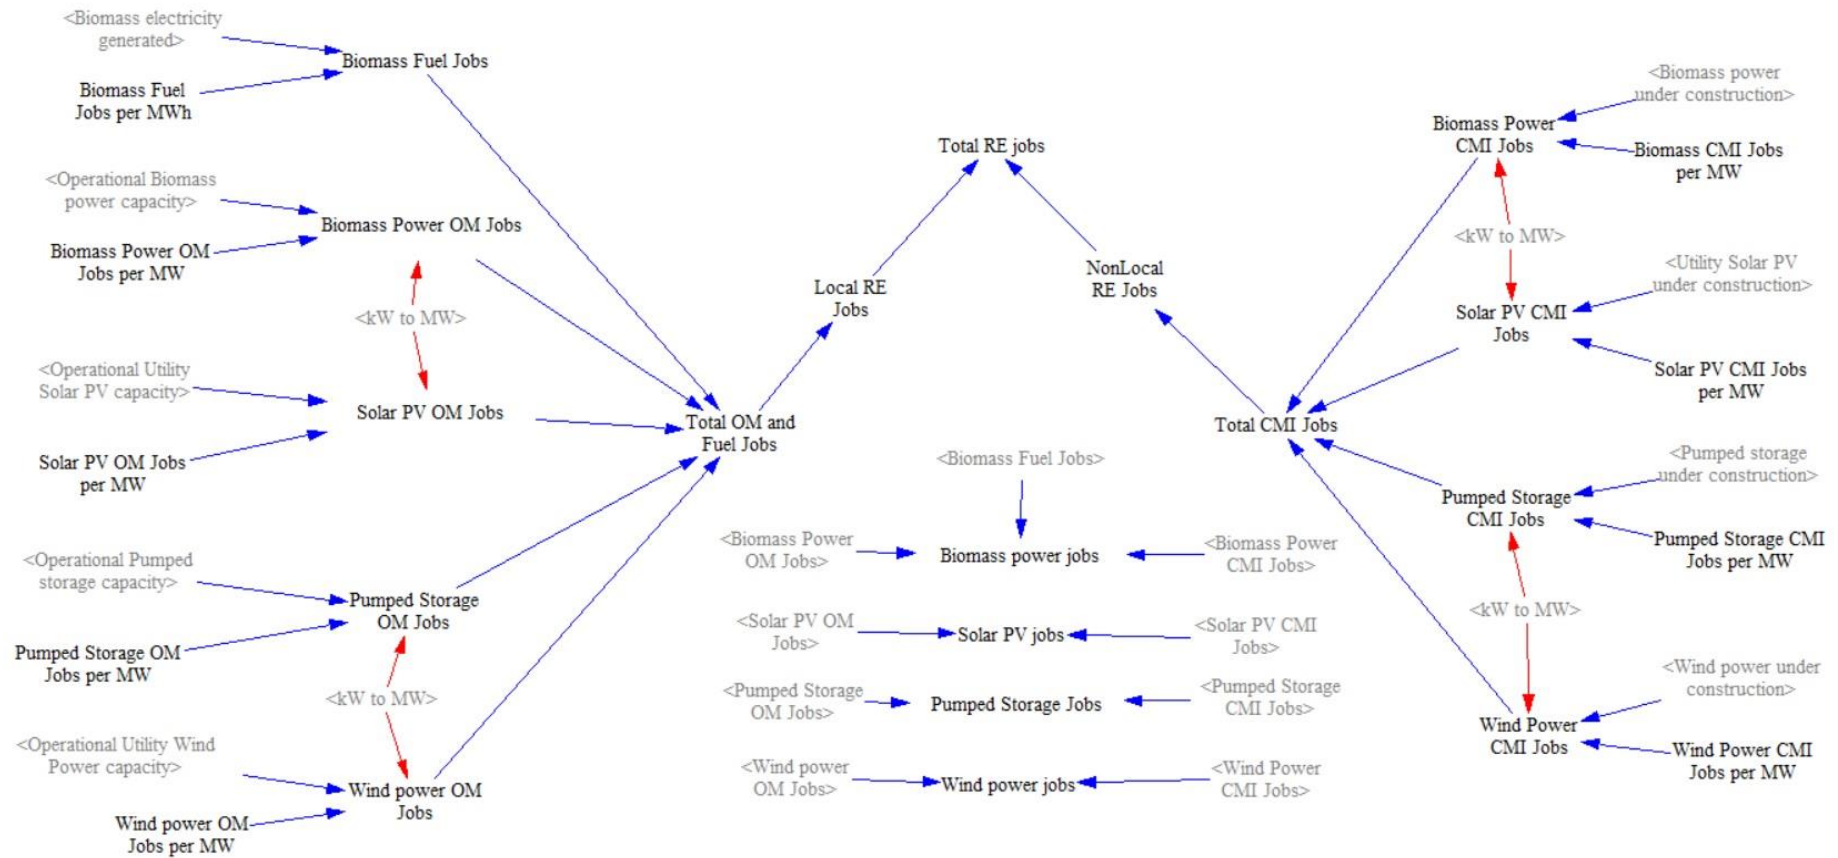 <Biomass electricity
generated>
Biomass Fuel Jobs
Biomass Fuel
Jobs per MWh
<Operational Biomass
power capacity>
Biomass Power OM Jobs
Biomass Power OM
Jobs per MW
<kW to MW>
<Operational Utility
Solar PV capacity>
Solar PV OM Jobs
Solar PV OM Jobs
per MW
<Operational Pumped
storage capacity>
Pumped Storage
OM Jobs
Pumped Storage OM
Jobs per MW
<kW to MW>
<Operational Utility Wind
Power capacity>
Wind power OM
Jobs
Wind power OM
Jobs per MW
Total RE jobs
Local RE
Jobs
NonLocal
RE Jobs
Total OM and
Fuel Jobs
Total CMI Jobs
<Biomass Fuel Jobs>
<Biomass Power
OM Jobs>
Biomass power jobs
<Biomass Power
CMI Jobs>
<Solar PV OM
Jobs>
Solar PV jobs
<Solar PV CMI
Jobs>
<Pumped Storage
OM Jobs>
Pumped Storage Jobs
<Pumped Storage
CMI Jobs>
<Wind power
OM Jobs>
Wind power jobs
<Wind Power
CMI Jobs>
<Biomass power
under construction>
Biomass Power
CMI Jobs
Biomass CMI Jobs
per MW
<kW to MW>
<Utility Solar PV
under construction>
Solar PV CMI
Jobs
Solar PV CMI Jobs
per MW
<Pumped storage
under construction>
Pumped Storage
CMI Jobs
Pumped Storage CMI
Jobs per MW
<kW to MW>
<Wind power under
construction>
Wind Power
CMI Jobs
Wind Power CMI
Jobs per MW